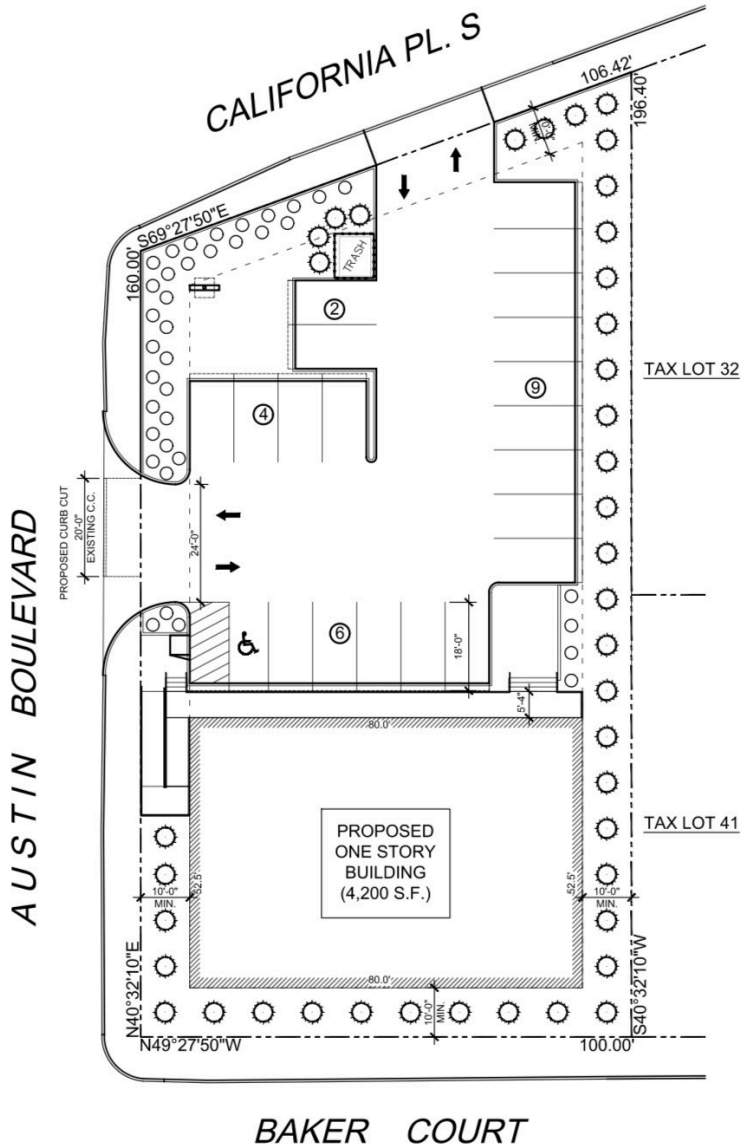 CALIFORNIA PL. S
106.42'
196.40'
S69°27'50"E
160.00'
10'-0"
MIN.
TRASH
2
TAX LOT 32
9
4
PROPOSED CURB CUT
20'-0"
EXISTING C.C.
24'-0"
AUSTIN BOULEVARD
6
18'-0"
5'-4"
80.0'
PROPOSED
ONE STORY
BUILDING
(4,200 S.F.)
TAX LOT 41
52.5'
52.5'
10'-0"
MIN.
10'-0"
MIN.
N40°32'10"E
S40°32'10"W
80.0'
10'-0"
MIN.
N49°27'50"W
100.00'
BAKER COURT